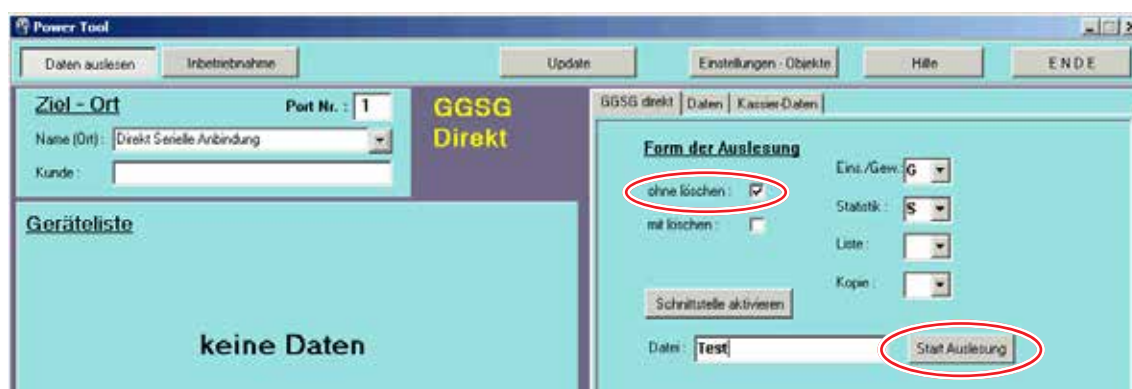 Power Tool
Daten auslesen Inbetriebnahme Update Einstellungen - Objekte Hilfe E N D E
Ziel - Ort Port Nr. : 1
Name (Ort) : Direkt Serielle Anbindung
Kunde :
GGSG
Direkt
Geräteliste
keine Daten
GGSG direkt Daten Kassier-Daten
Form der Auslesung
ohne löschen :
mit löschen :
Eins./Gew.: G
Statistik : S
Liste :
Kopie :
Schnittstelle aktivieren
Datei : Test Start Auslesung